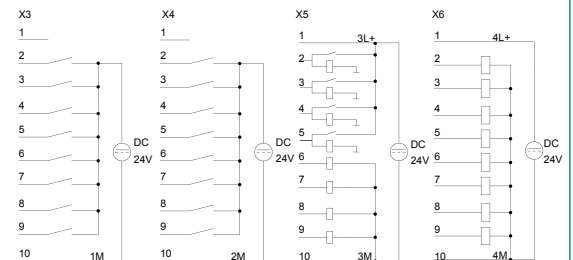 X3 X4 X5 X6
1 1 1 3L+ 1 4L+
2 2 2 2
3 3 3 3
4 4 4 4
5 5 5 5
DC DC DC DC
24V 24V 24V 24V
6 6 6 6
7 7 7 7
8 8 8 8
9 9 9 9
10 1M 10 2M 10 3M 10 4M